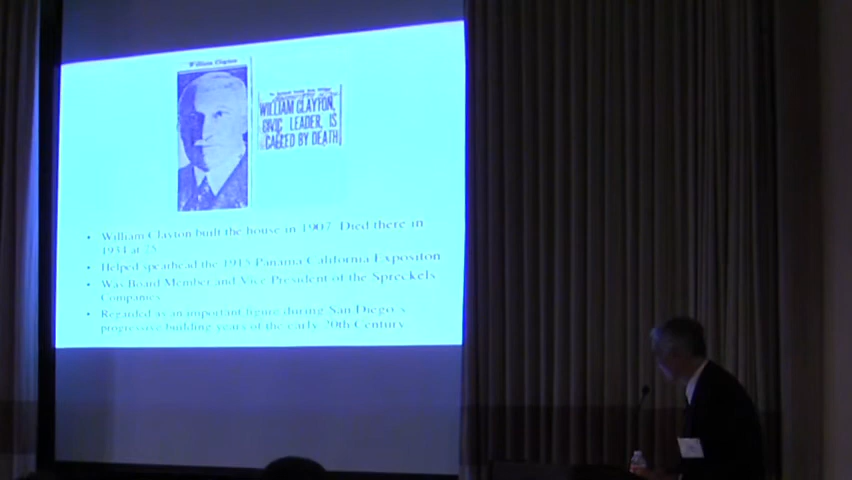 William Clayton
WILLIAM CLAYTON,
CIVIC LEADER, IS
CALLED BY DEATH
• William Clayton built the house in 1907. Died there in
1934 at 75.
• Helped spearhead the 1915 Panama California Expositon
• Was Board Member and Vice President of the Spreckels
Companies
• Regarded as an important figure during San Diego's
progressive building years of the early 20th Century